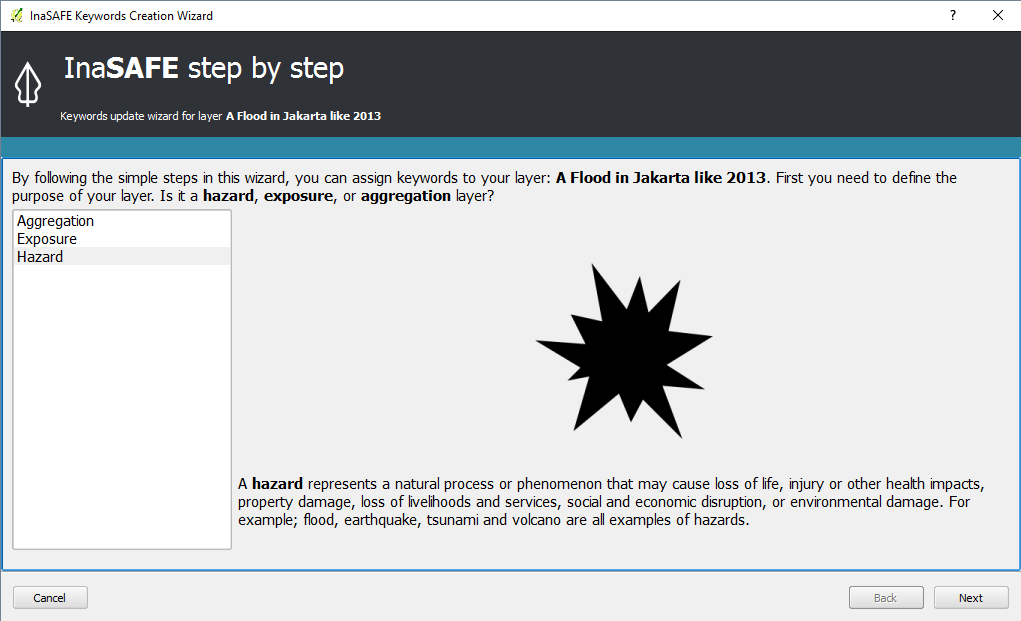 InaSAFE Keywords Creation Wizard
?
InaSAFE step by step
Keywords update wizard for layer A Flood in Jakarta like 2013
By following the simple steps in this wizard, you can assign keywords to your layer: A Flood in Jakarta like 2013. First you need to define the
purpose of your layer. Is it a hazard, exposure, or aggregation layer?
Aggregation
Exposure
Hazard
A hazard represents a natural process or phenomenon that may cause loss of life, injury or other health impacts,
property damage, loss of livelihoods and services, social and economic disruption, or environmental damage. For
example; flood, earthquake, tsunami and volcano are all examples of hazards.
Cancel
Back
Next